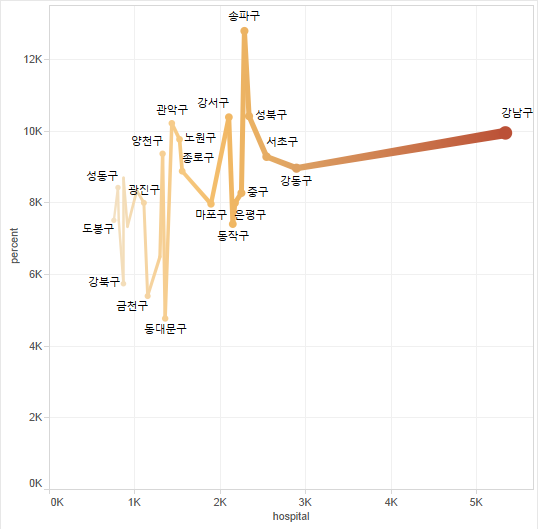 송파구
12K
강서구
관악구
성북구
강남구
10K
양천구
노원구
서초구
종로구
성동구
광진구
강동구
중구
8K
마포구
은평구
도봉구
동작구
percent
6K
강북구
금천구
동대문구
4K
2K
0K
0K
1K
2K
3K
4K
5K
hospital